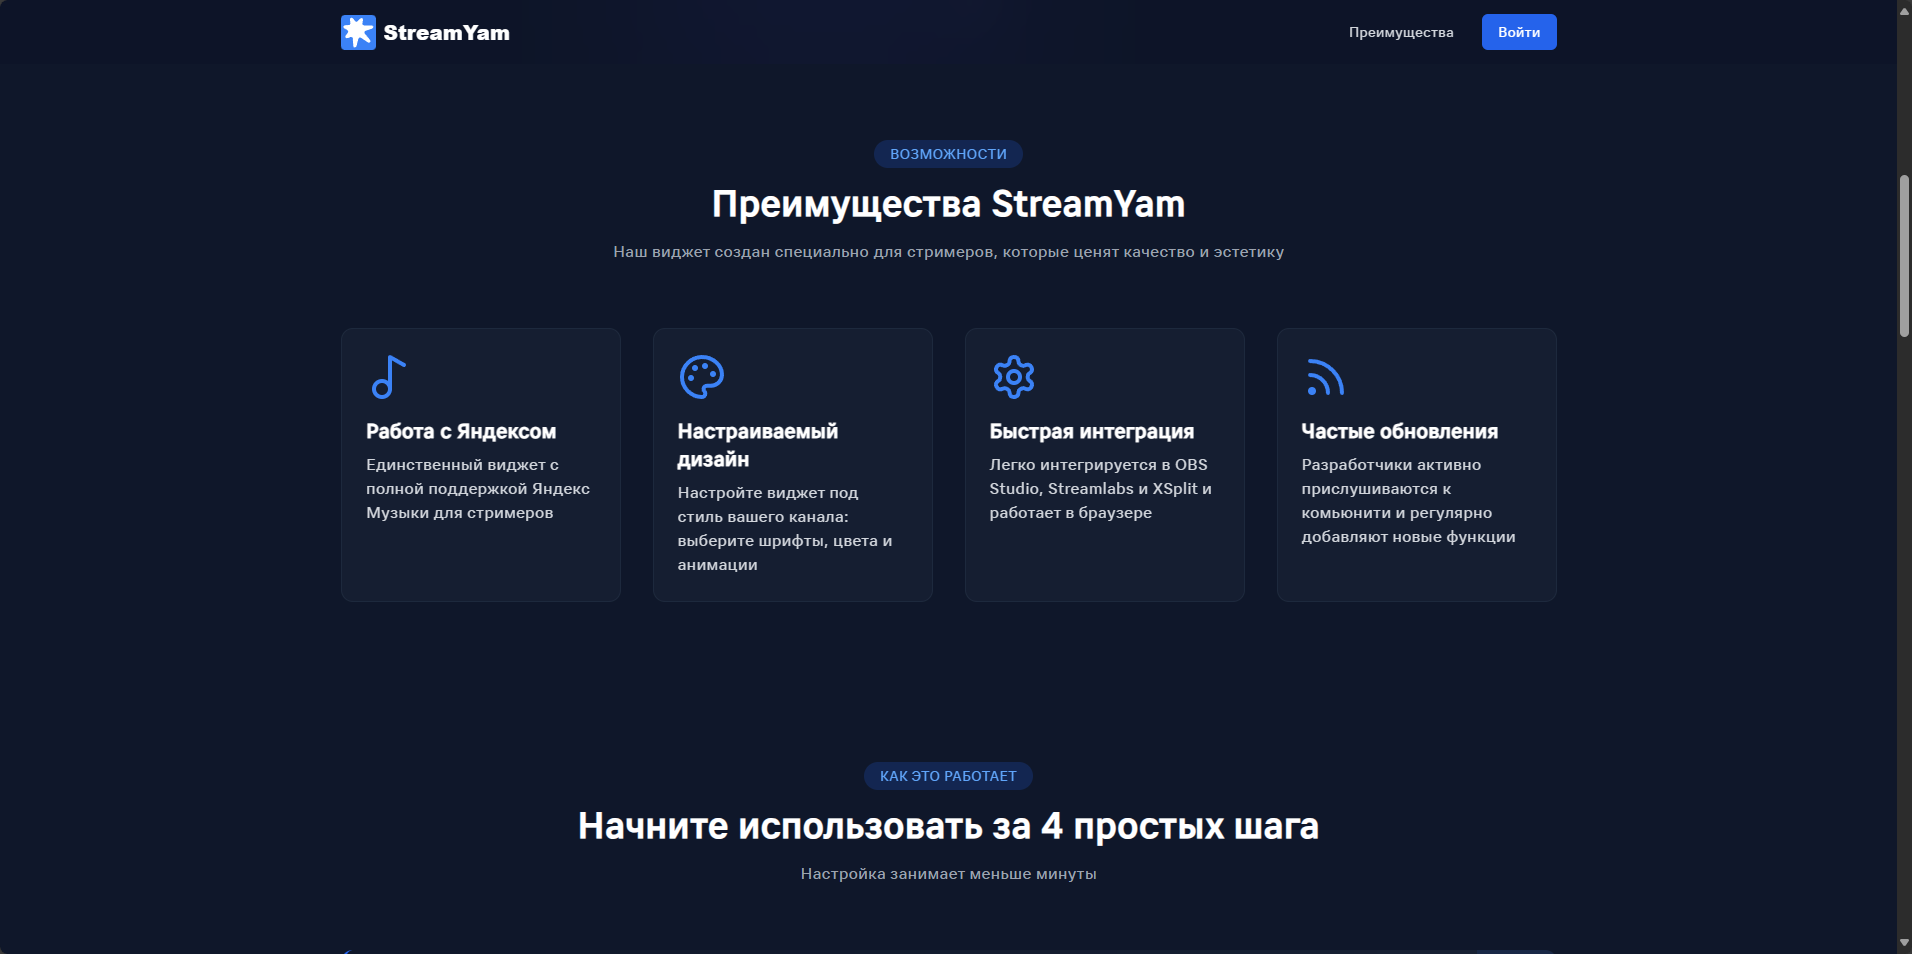 StreamYam
Преимущества
Войти
ВОЗМОЖНОСТИ
Преимущества StreamYam
Наш виджет создан специально для стримеров, которые ценят качество и эстетику
Работа с Яндексом
Единственный виджет с
полной поддержкой Яндекс
Музыки для стримеров
Настраиваемый
дизайн
Настройте виджет под
стиль вашего канала:
выберите шрифты, цвета и
анимации
Быстрая интеграция
Легко интегрируется в OBS
Studio, Streamlabs и XSplit и
работает в браузере
Частые обновления
Разработчики активно
прислушиваются к
комьюнити и регулярно
добавляют новые функции
КАК ЭТО РАБОТАЕТ
Начните использовать за 4 простых шага
Настройка занимает меньше минуты